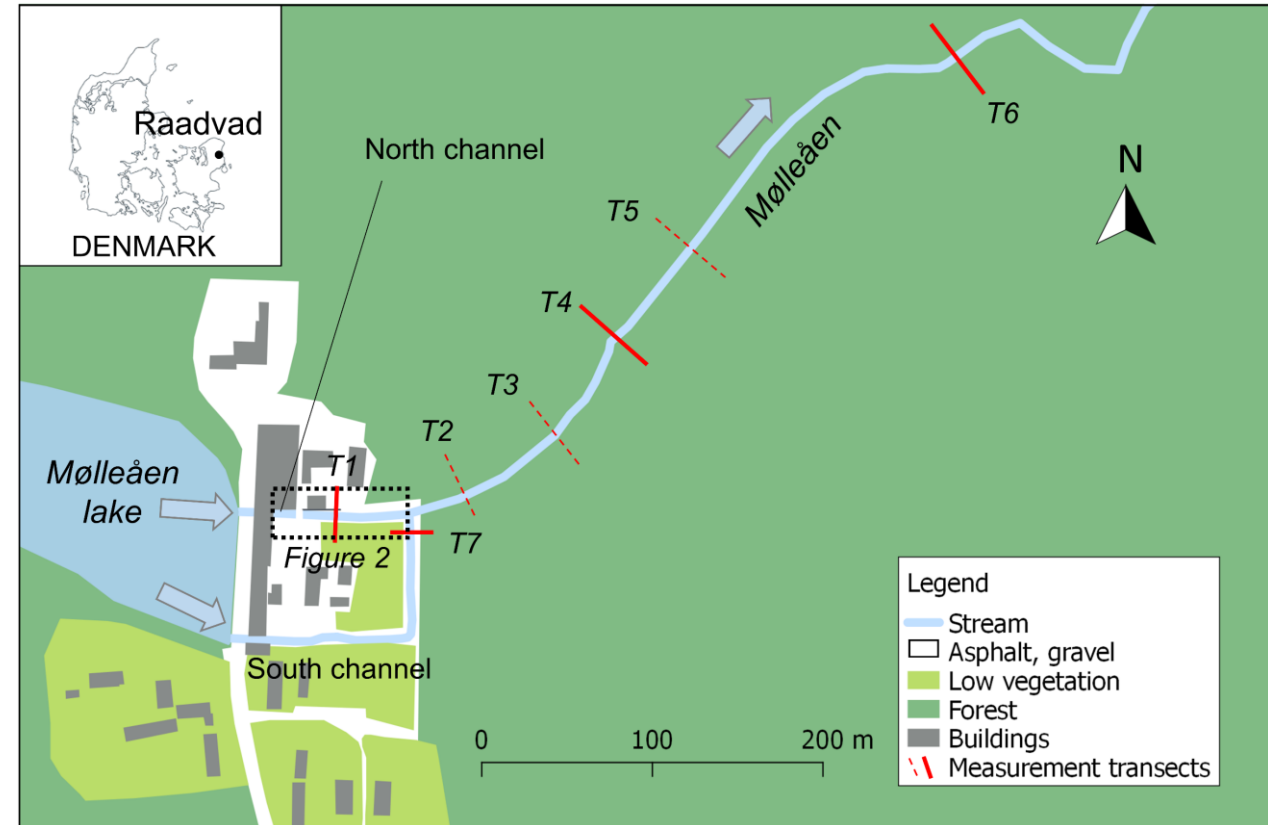 Raadvad
DENMARK
North channel
T6
Mølleåen
N
T5
T4
T3
T2
T1
Mølleåen
lake
T7
Figure 2
South channel
0 100 200 m
Legend
Stream
Asphalt, gravel
Low vegetation
Forest
Buildings
Measurement transects